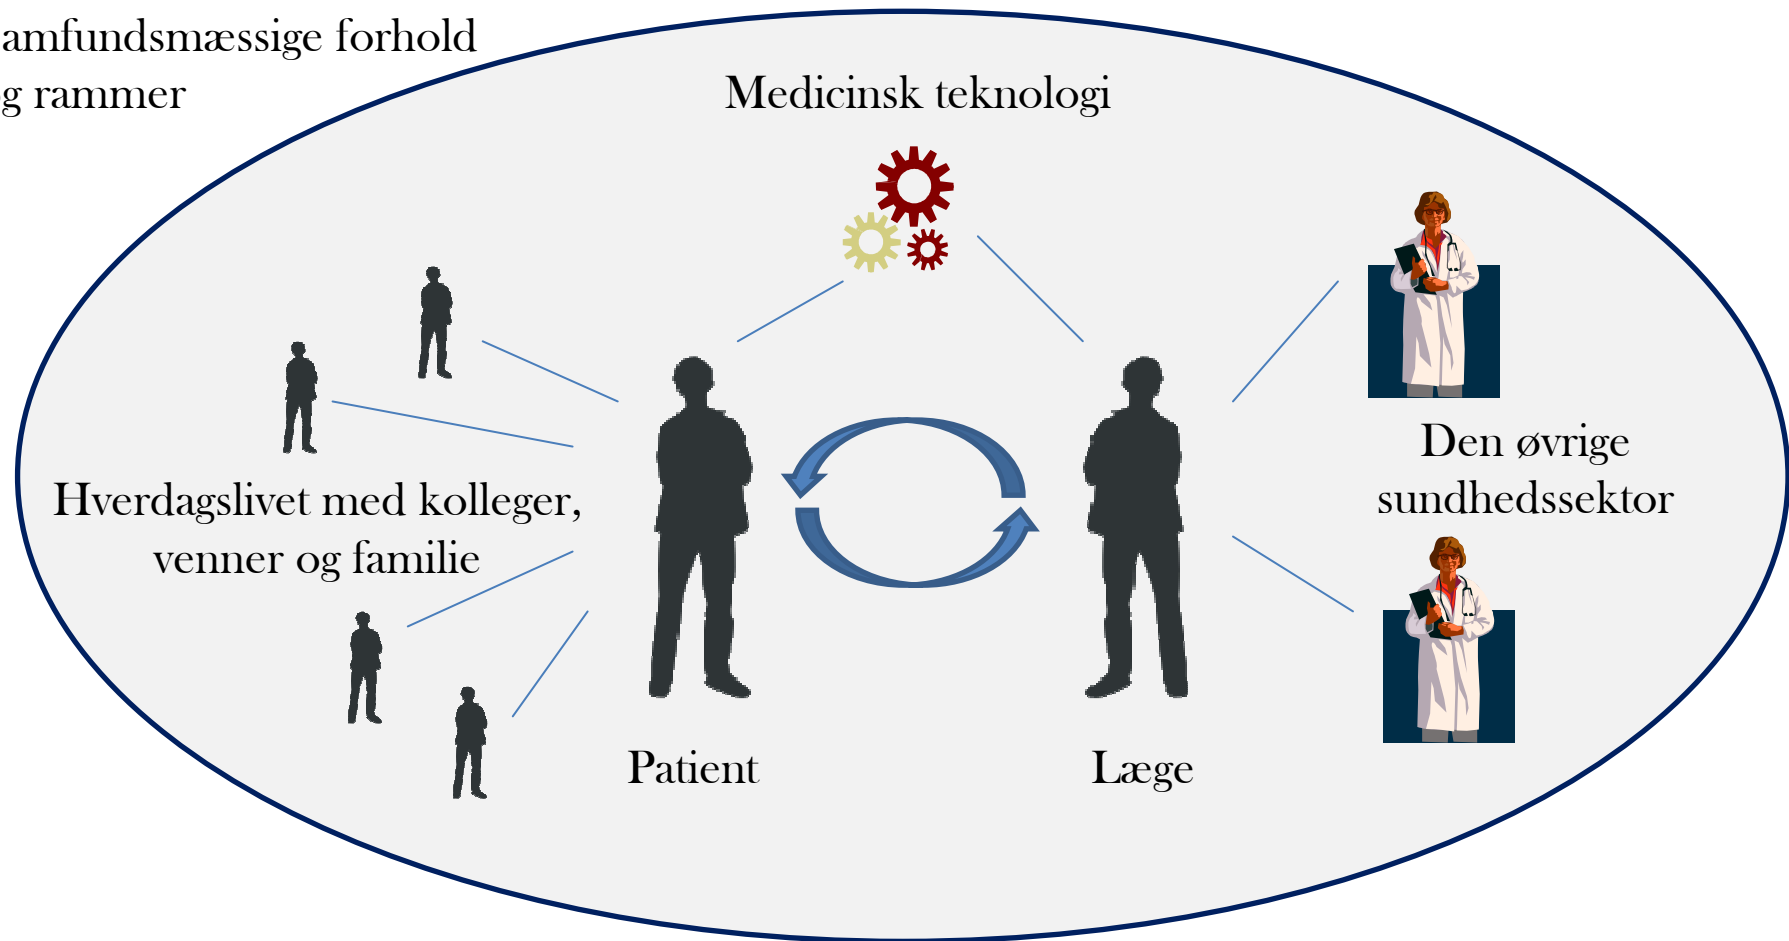 amfundsmæssige forhold
g rammer
Medicinsk teknologi
Hverdagslivet med kolleger,
venner og familie
Den øvrige
sundhedssektor
Patient
Læge